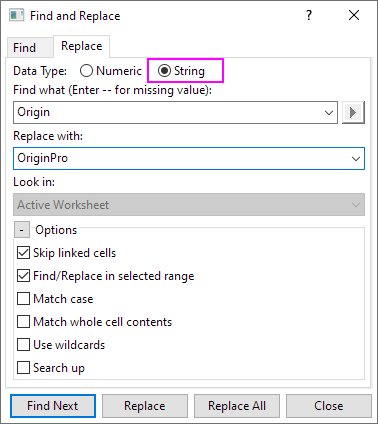 Find and Replace
Find Replace
Data Type: Numeric String
Find what (Enter -- for missing value):
Origin
Replace with:
OriginPro
Look in:
Active Worksheet
- Options
Skip linked cells
Find/Replace in selected range
Match case
Match whole cell contents
Use wildcards
Search up
Find Next Replace Replace All Close